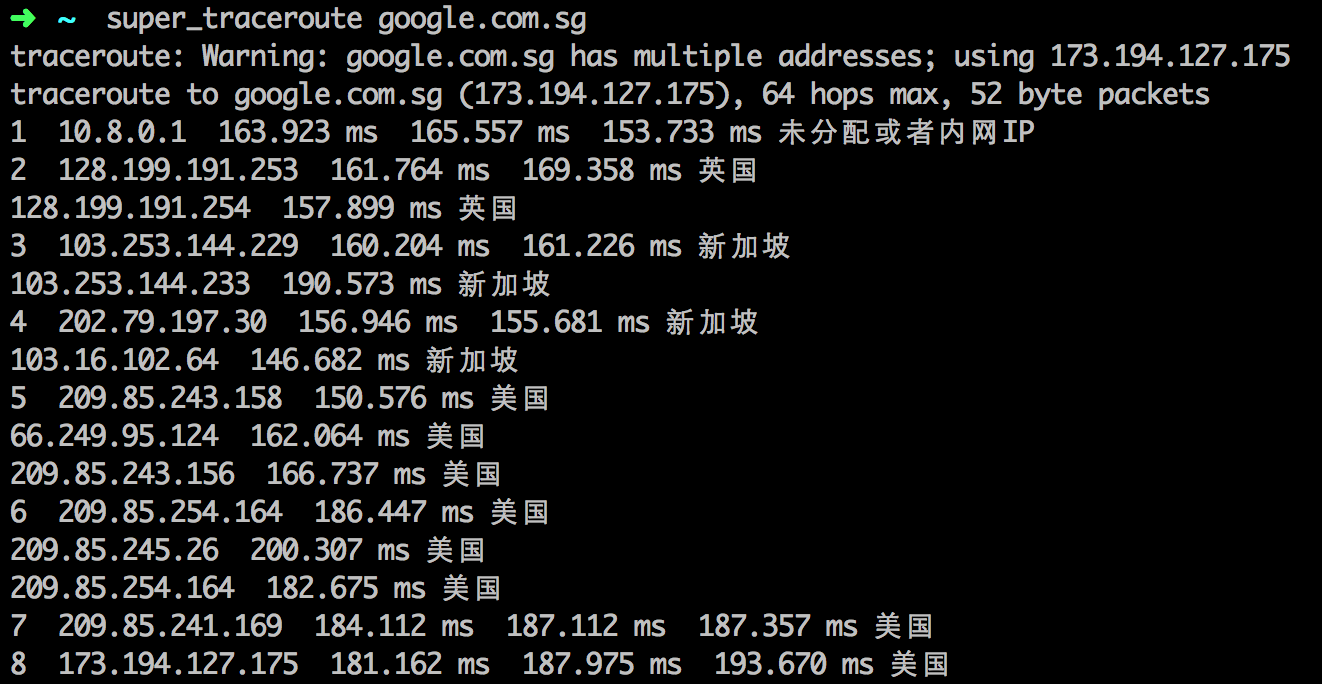 ➜ ~ super_traceroute google.com.sg
traceroute: Warning: google.com.sg has multiple addresses; using 173.194.127.175
traceroute to google.com.sg (173.194.127.175), 64 hops max, 52 byte packets
1  10.8.0.1  163.923 ms  165.557 ms  153.733 ms 未分配或者内网IP
2  128.199.191.253  161.764 ms  169.358 ms 英国
128.199.191.254  157.899 ms 英国
3  103.253.144.229  160.204 ms  161.226 ms 新加坡
103.253.144.233  190.573 ms 新加坡
4  202.79.197.30  156.946 ms  155.681 ms 新加坡
103.16.102.64  146.682 ms 新加坡
5  209.85.243.158  150.576 ms 美国
66.249.95.124  162.064 ms 美国
209.85.243.156  166.737 ms 美国
6  209.85.254.164  186.447 ms 美国
209.85.245.26  200.307 ms 美国
209.85.254.164  182.675 ms 美国
7  209.85.241.169  184.112 ms  187.112 ms  187.357 ms 美国
8  173.194.127.175  181.162 ms  187.975 ms  193.670 ms 美国